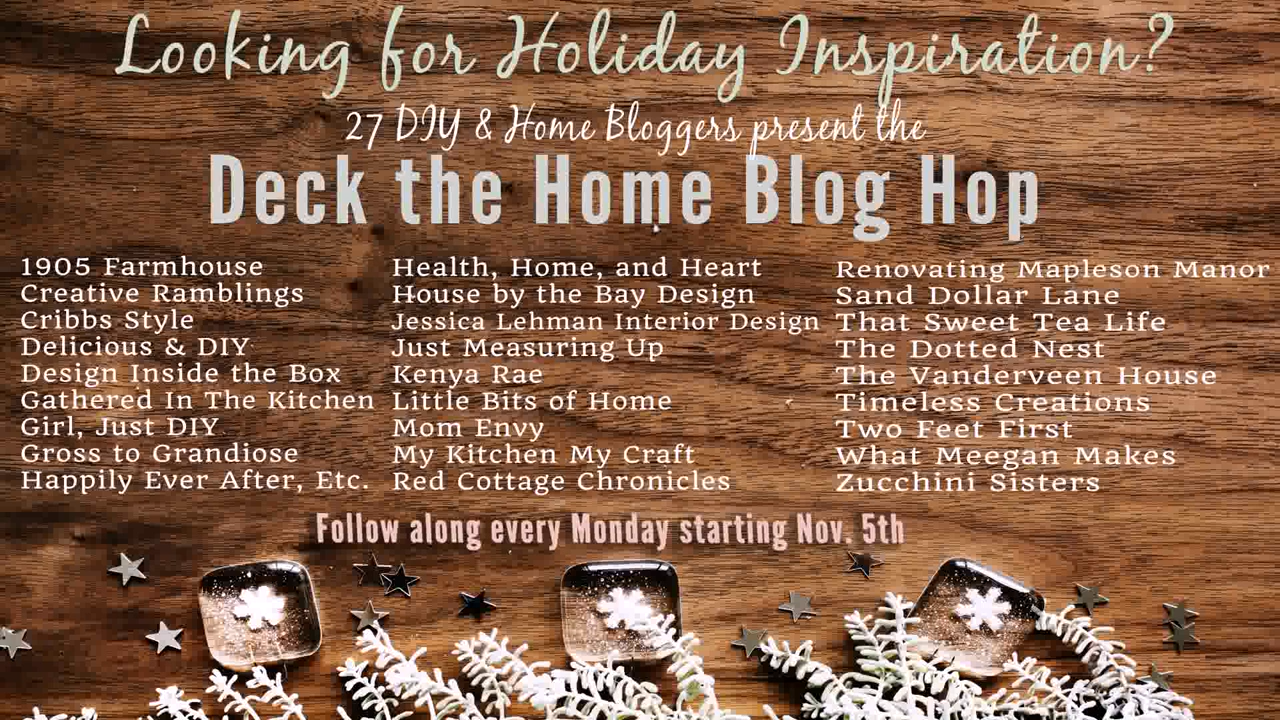 Looking for Holiday Inspiration?
27 DIY & Home Bloggers present the
Deck the Home Blog Hop
1905 Farmhouse
Creative Ramblings
Cribbs Style
Delicious & DIY
Design Inside the Box
Gathered In The Kitchen
Girl, Just DIY
Gross to Grandiose
Happily Ever After, Etc.
Health, Home, and Heart
House by the Bay Design
Jessica Lehman Interior Design
Just Measuring Up
Kenya Rae
Little Bits of Home
Mom Envy
My Kitchen My Craft
Red Cottage Chronicles
Renovating Mapleson Manor
Sand Dollar Lane
That Sweet Tea Life
The Dotted Nest
The Vanderveen House
Timeless Creations
Two Feet First
What Meegan Makes
Zucchini Sisters
Follow along every Monday starting Nov. 5th